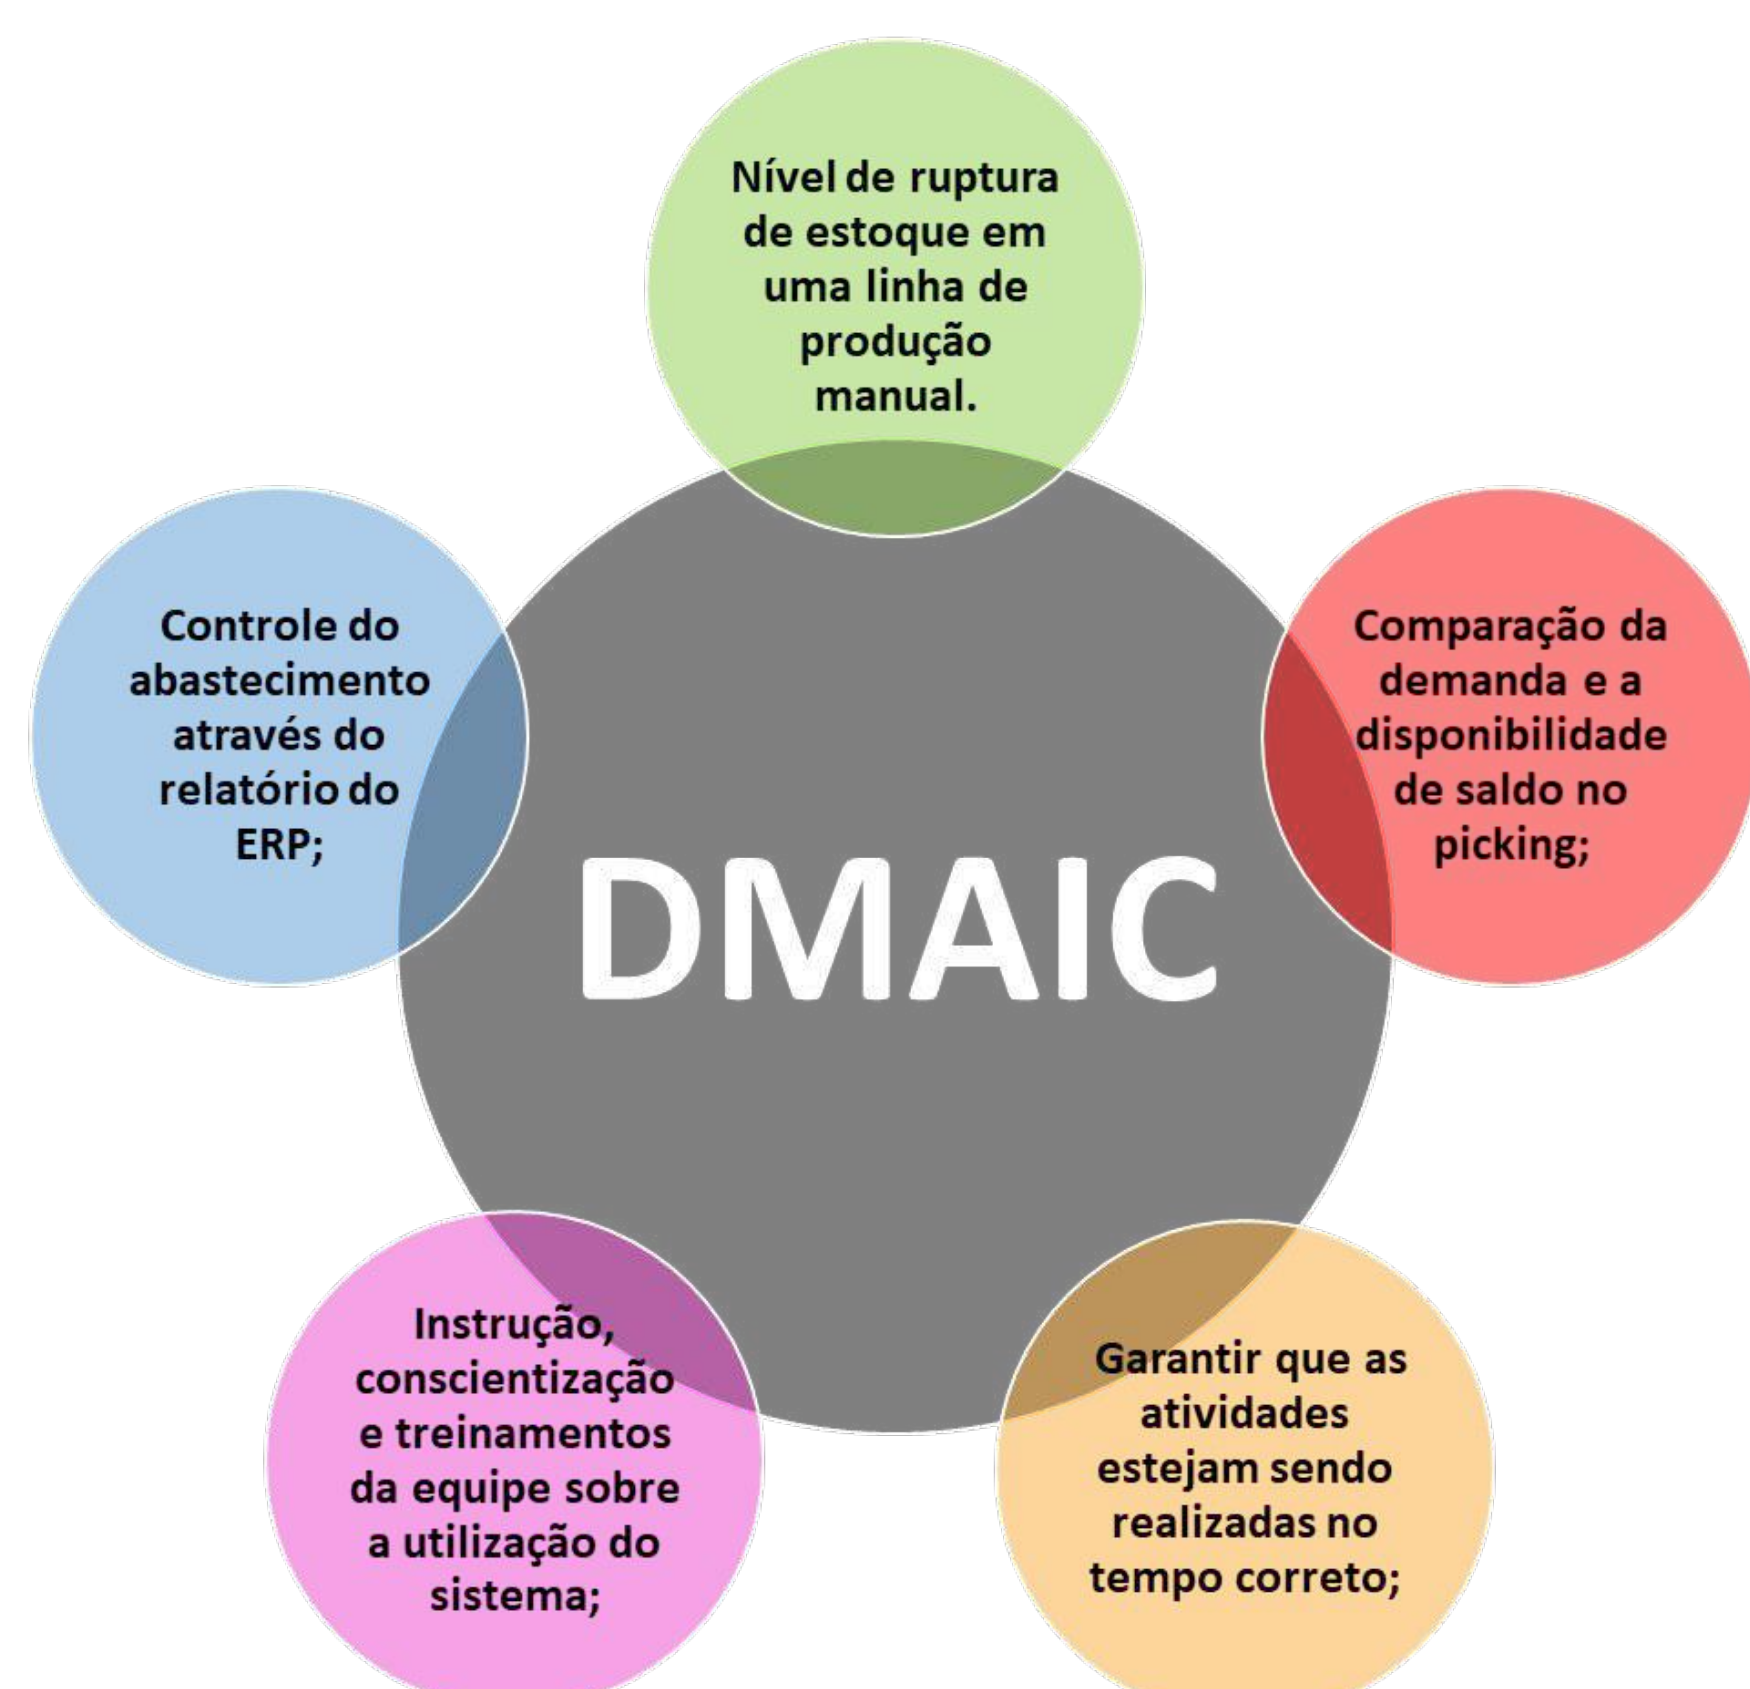 Nível de ruptura
de estoque em
uma linha de
produção
manual.
Comparação da
demanda e a
disponibilidade
de saldo no
picking;
Garantir que as
atividades
estejam sendo
realizadas no
tempo correto;
Instrução,
conscientização
e treinamentos
da equipe sobre
a utilização do
sistema;
Controle do
abastecimento
através do
relatório do
ERP;
DMAIC